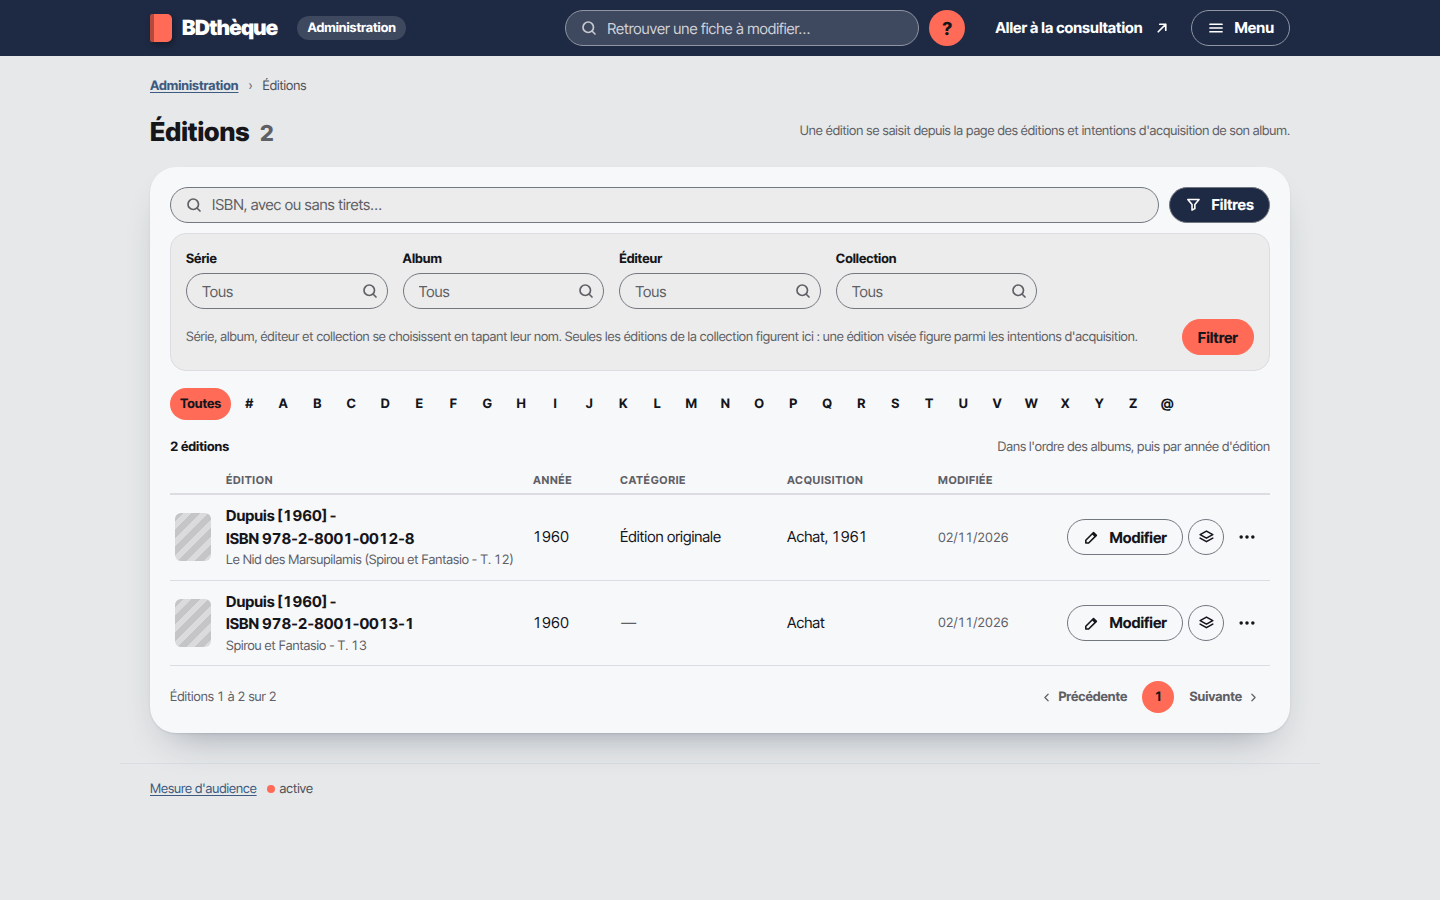 BDthèque
Administration
Retrouver une fiche à modifier...
?
Aller à la consultation
Menu
Administration › Éditions
Éditions 2
Une édition se saisit depuis la page des éditions et intentions d'acquisition de son album.
ISBN, avec ou sans tirets...
Filtres
Série Album Éditeur Collection
Tous Tous Tous Tous
Série, album, éditeur et collection se choisissent en tapant leur nom. Seules les éditions de la collection figurent ici : une édition visée figure parmi les intentions d'acquisition.
Filtrer
Toutes # A B C D E F G H I J K L M N O P Q R S T U V W X Y Z @
2 éditions
Dans l'ordre des albums, puis par année d'édition
ÉDITION ANNÉE CATÉGORIE ACQUISITION MODIFIÉE
Dupuis [1960] -
ISBN 978-2-8001-0012-8
Le Nid des Marsupilamis (Spirou et Fantasio - T. 12)
1960 Édition originale Achat, 1961 02/11/2026 Modifier
Dupuis [1960] -
ISBN 978-2-8001-0013-1
Spirou et Fantasio - T. 13
1960 — Achat 02/11/2026 Modifier
Éditions 1 à 2 sur 2
‹ Précédente 1 Suivante ›
Mesure d'audience active